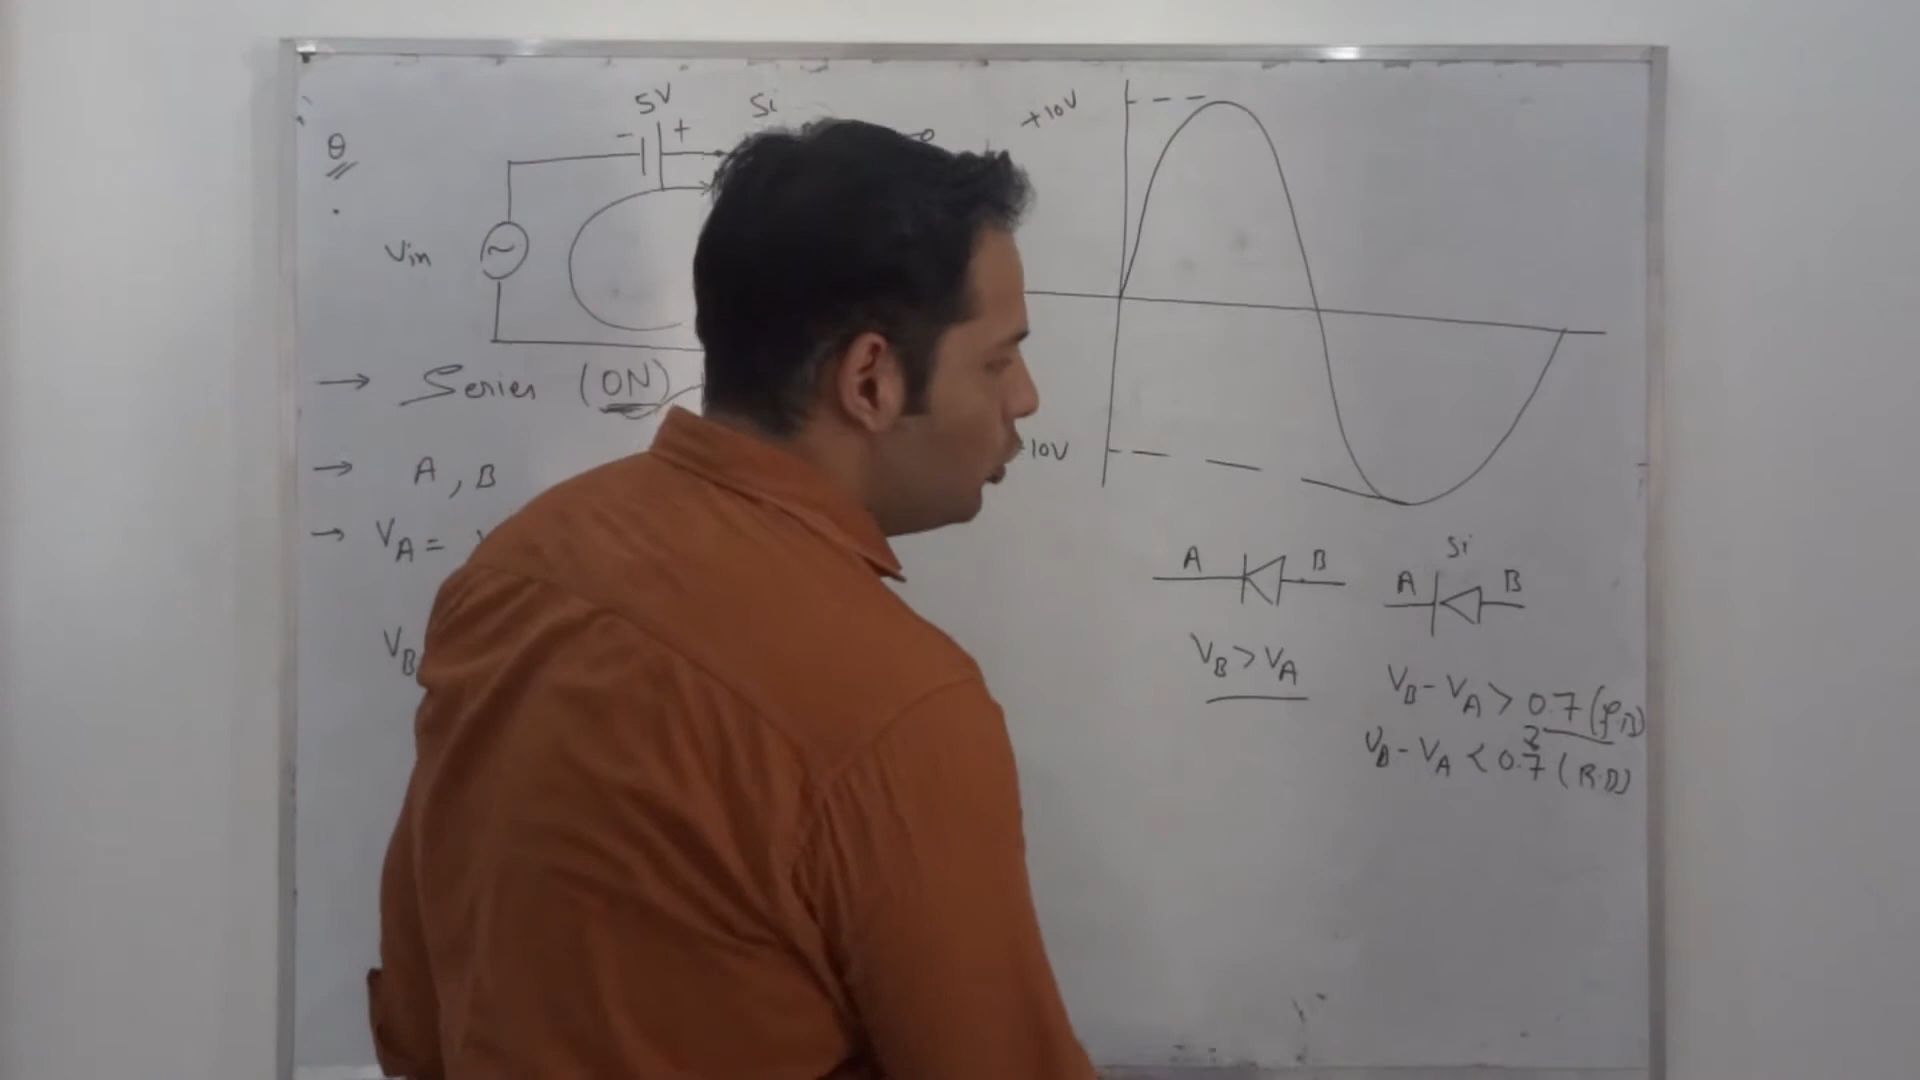 θ
5V
Si
- +
Vin
~
→ Series (ON)
→ A, B
→ VA =
VB
+10V
10V
A B
VB > VA
Si
A B
VB - VA > 0.7 (F.B)
VB - VA < 0.7 (R.B)